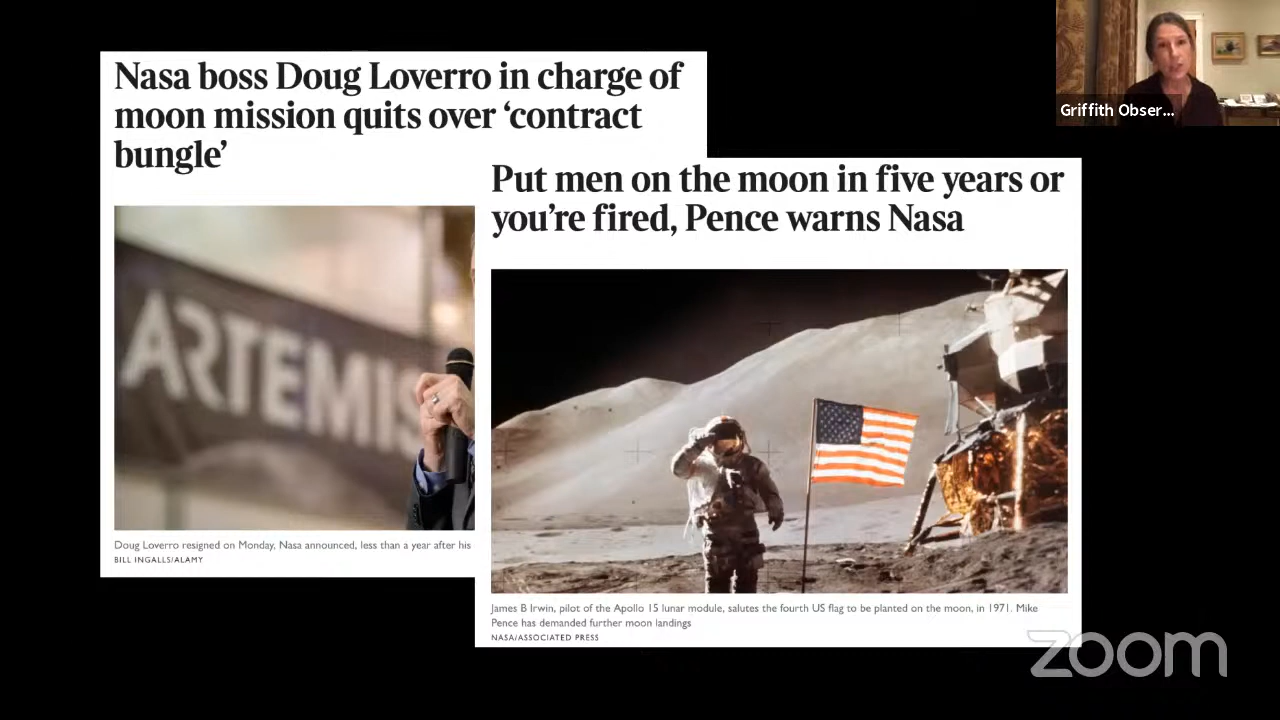 Nasa boss Doug Loverro in charge of
moon mission quits over ‘contract
bungle’
ARTEMIS
Doug Loverro resigned on Monday, Nasa announced, less than a year after his
BILL INGALLS/ALAMY
Put men on the moon in five years or
you’re fired, Pence warns Nasa
James B Irwin, pilot of the Apollo 15 lunar module, salutes the fourth US flag to be planted on the moon, in 1971. Mike
Pence has demanded further moon landings
NASA/ASSOCIATED PRESS
Griffith Obser...
zoom